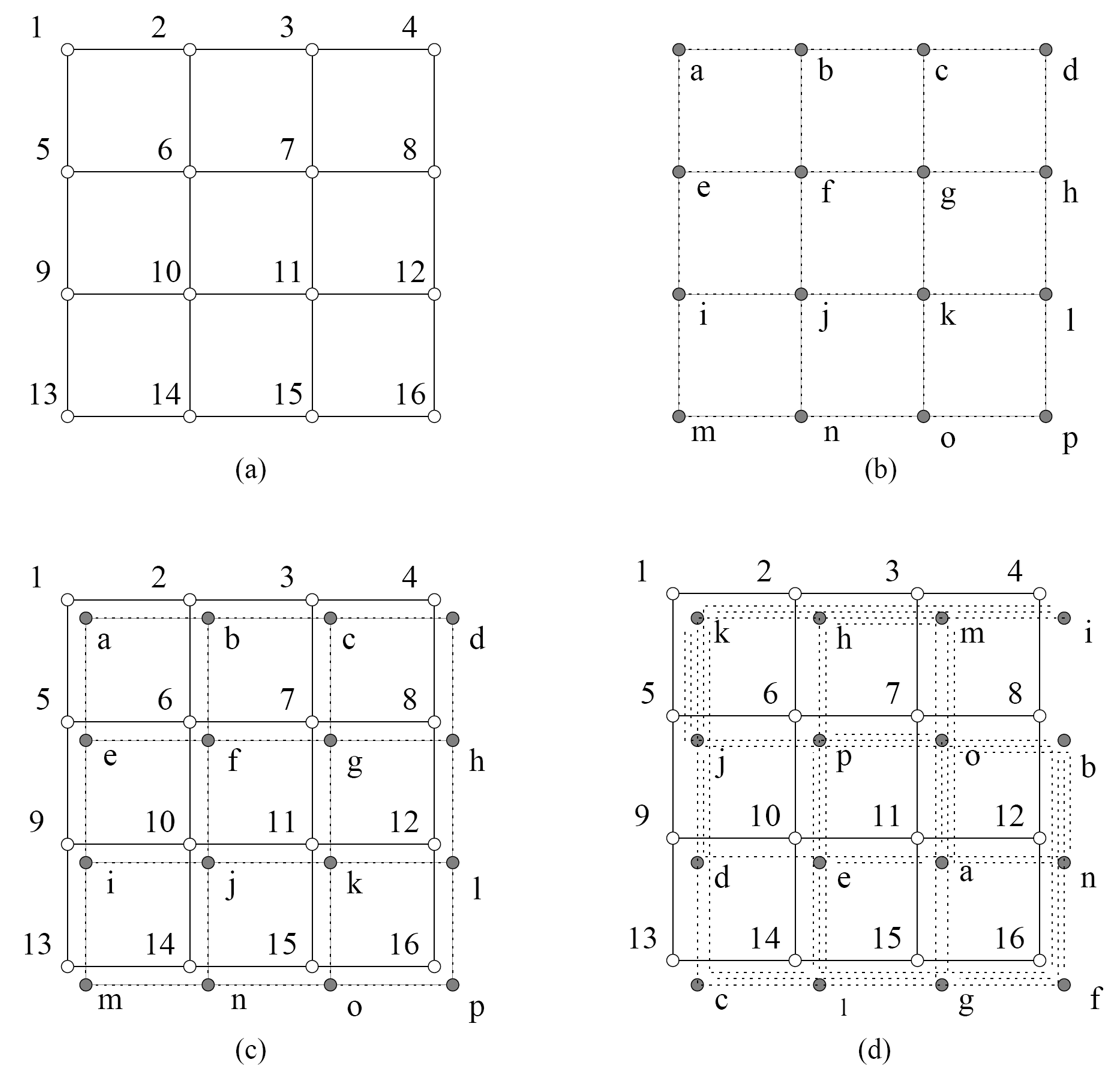 1 2 3 4
5 6 7 8
9 10 11 12
13 14 15 16
(a)
a b c d
e f g h
i j k l
m n o p
(b)
1 2 3 4
a b c d
5 6 7 8
e f g h
9 10 11 12
i j k l
13 14 15 16
m n o p
(c)
1 2 3 4
k h m i
5 6 7 8
j p o b
9 10 11 12
d e a n
13 14 15 16
c l g f
(d)